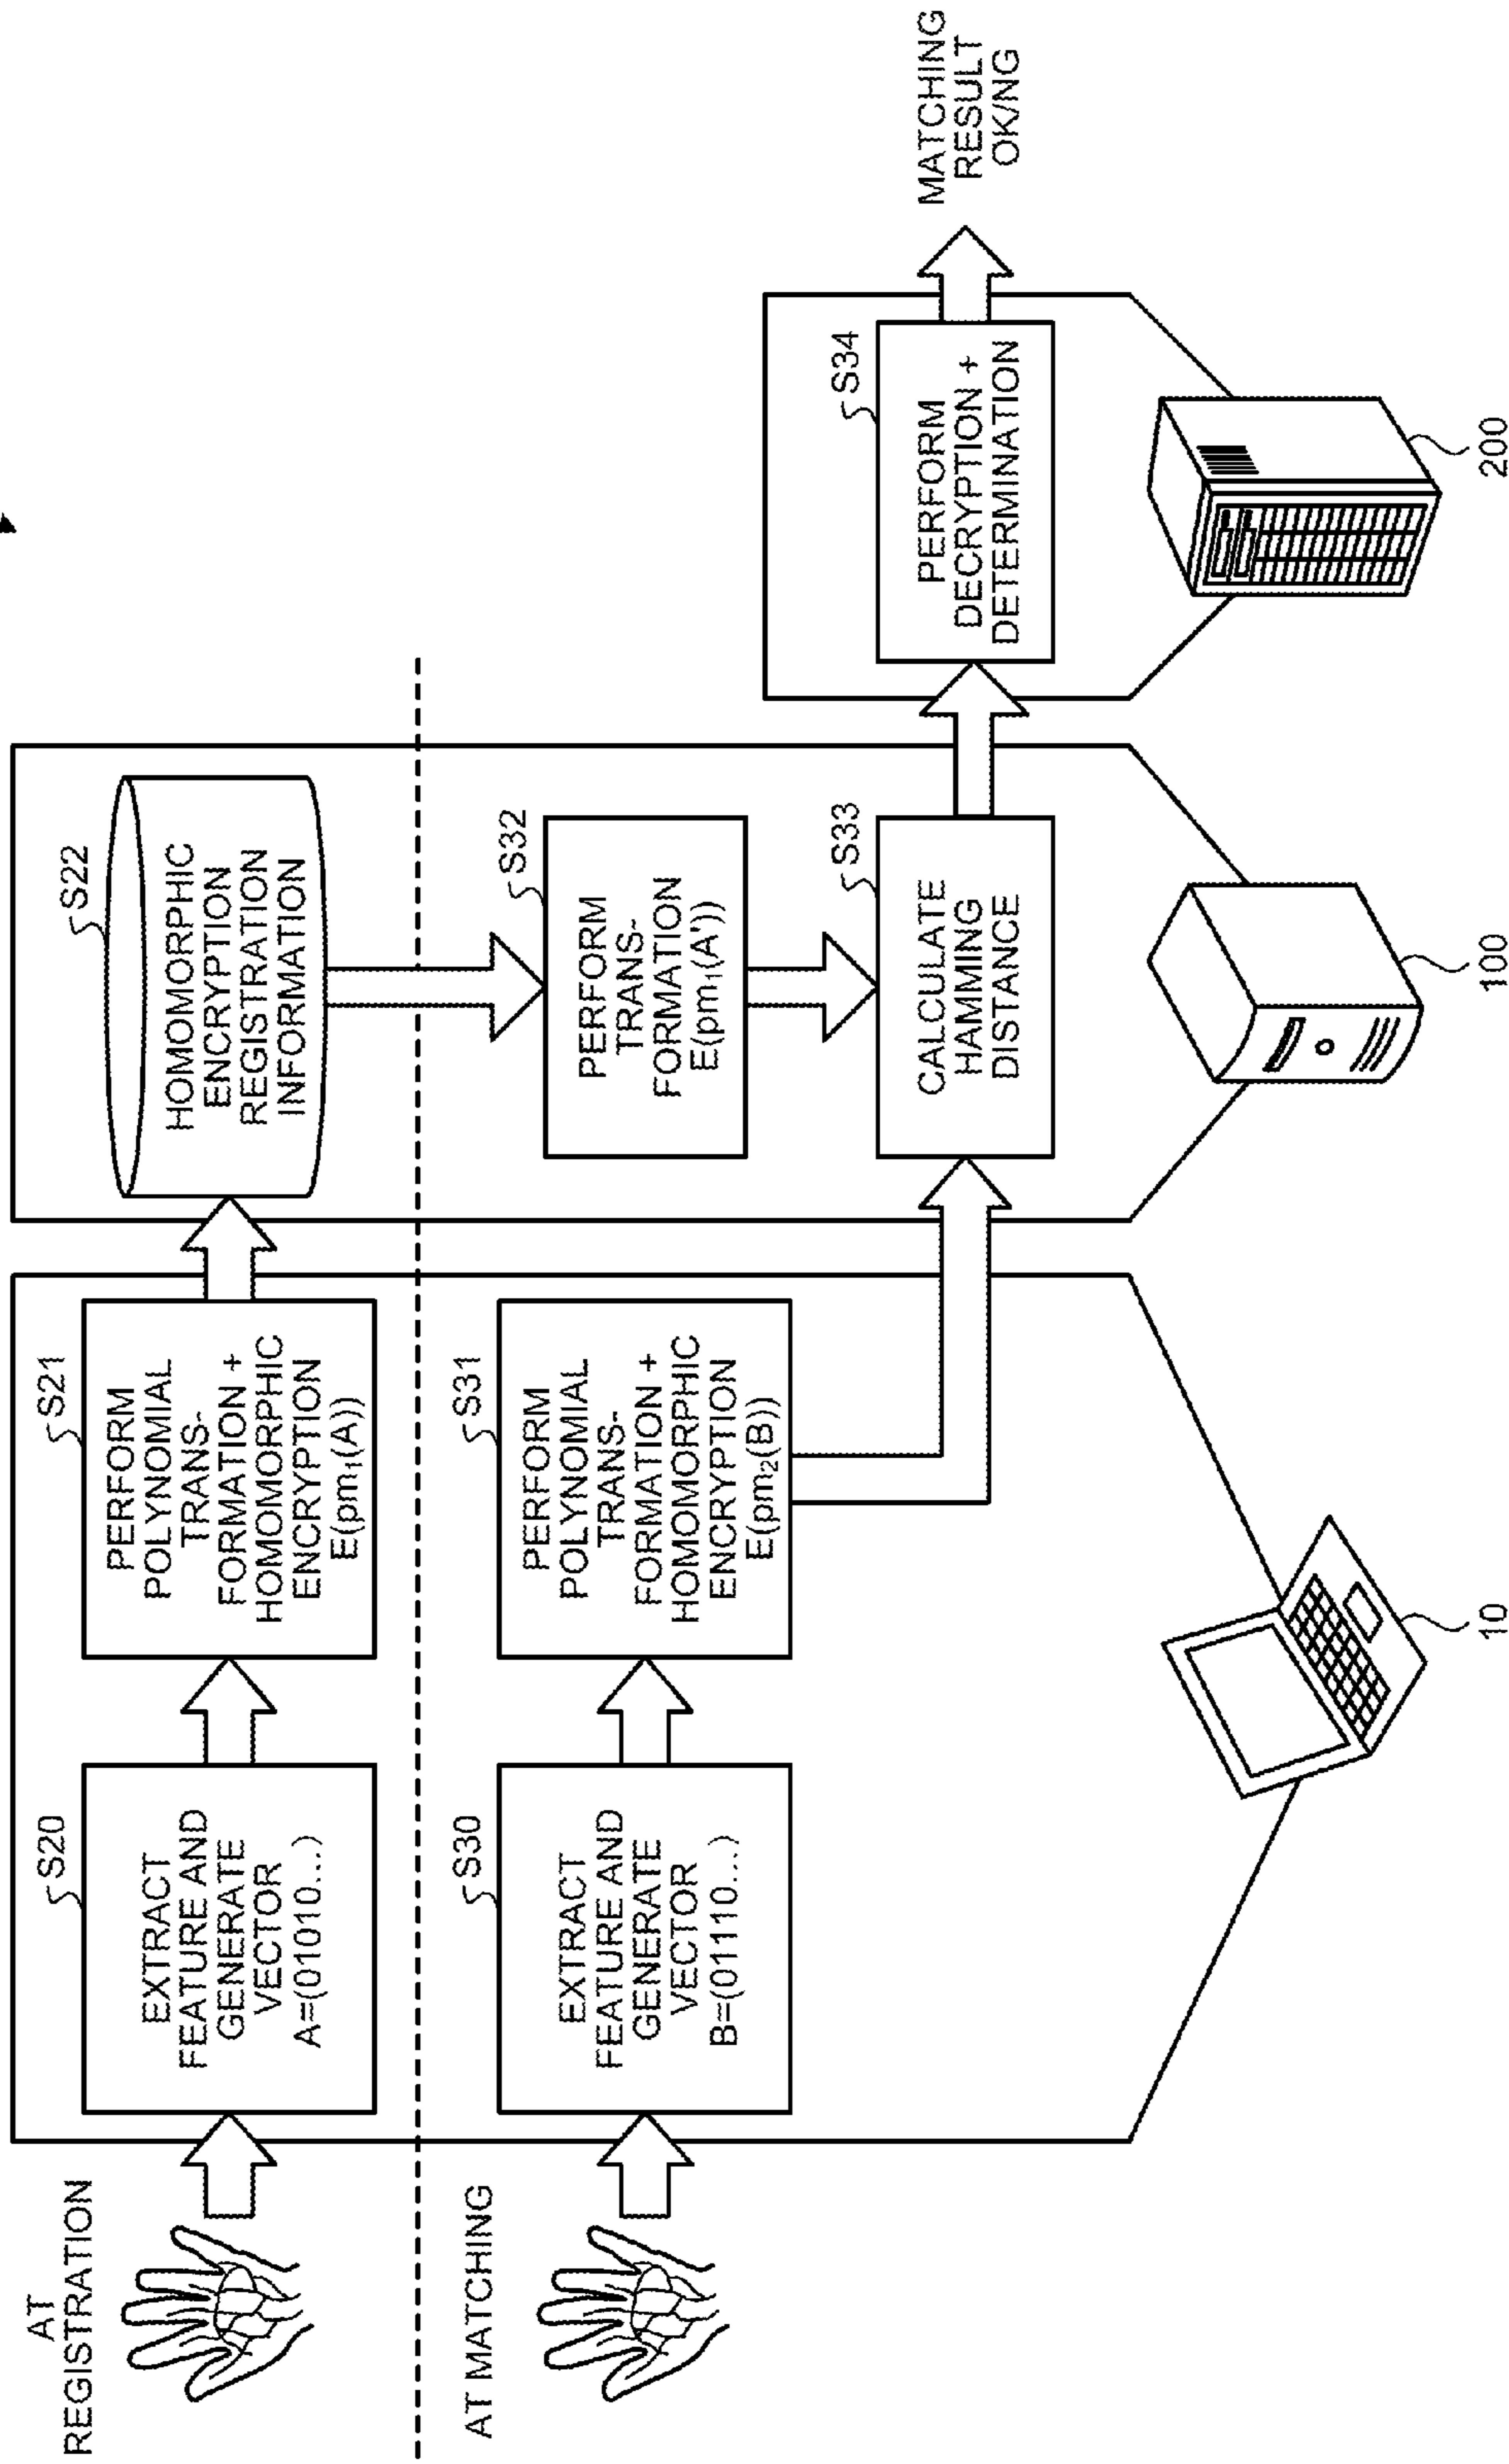 AT
REGISTRATION
S20
EXTRACT
FEATURE AND
GENERATE
VECTOR
A=(01010...)
S21
PERFORM
POLYNOMIAL
TRANS-
FORMATION +
HOMOMORPHIC
ENCRYPTION
E(pm₁(A))
S22
HOMOMORPHIC
ENCRYPTION
REGISTRATION
INFORMATION
AT MATCHING
S30
EXTRACT
FEATURE AND
GENERATE
VECTOR
B=(01110...)
S31
PERFORM
POLYNOMIAL
TRANS-
FORMATION +
HOMOMORPHIC
ENCRYPTION
E(pm₂(B))
S32
PERFORM
TRANS-
FORMATION
E(pm₁(A'))
S33
CALCULATE
HAMMING
DISTANCE
S34
PERFORM
DECRYPTION +
DETERMINATION
MATCHING
RESULT
OK/NG
10
100
200